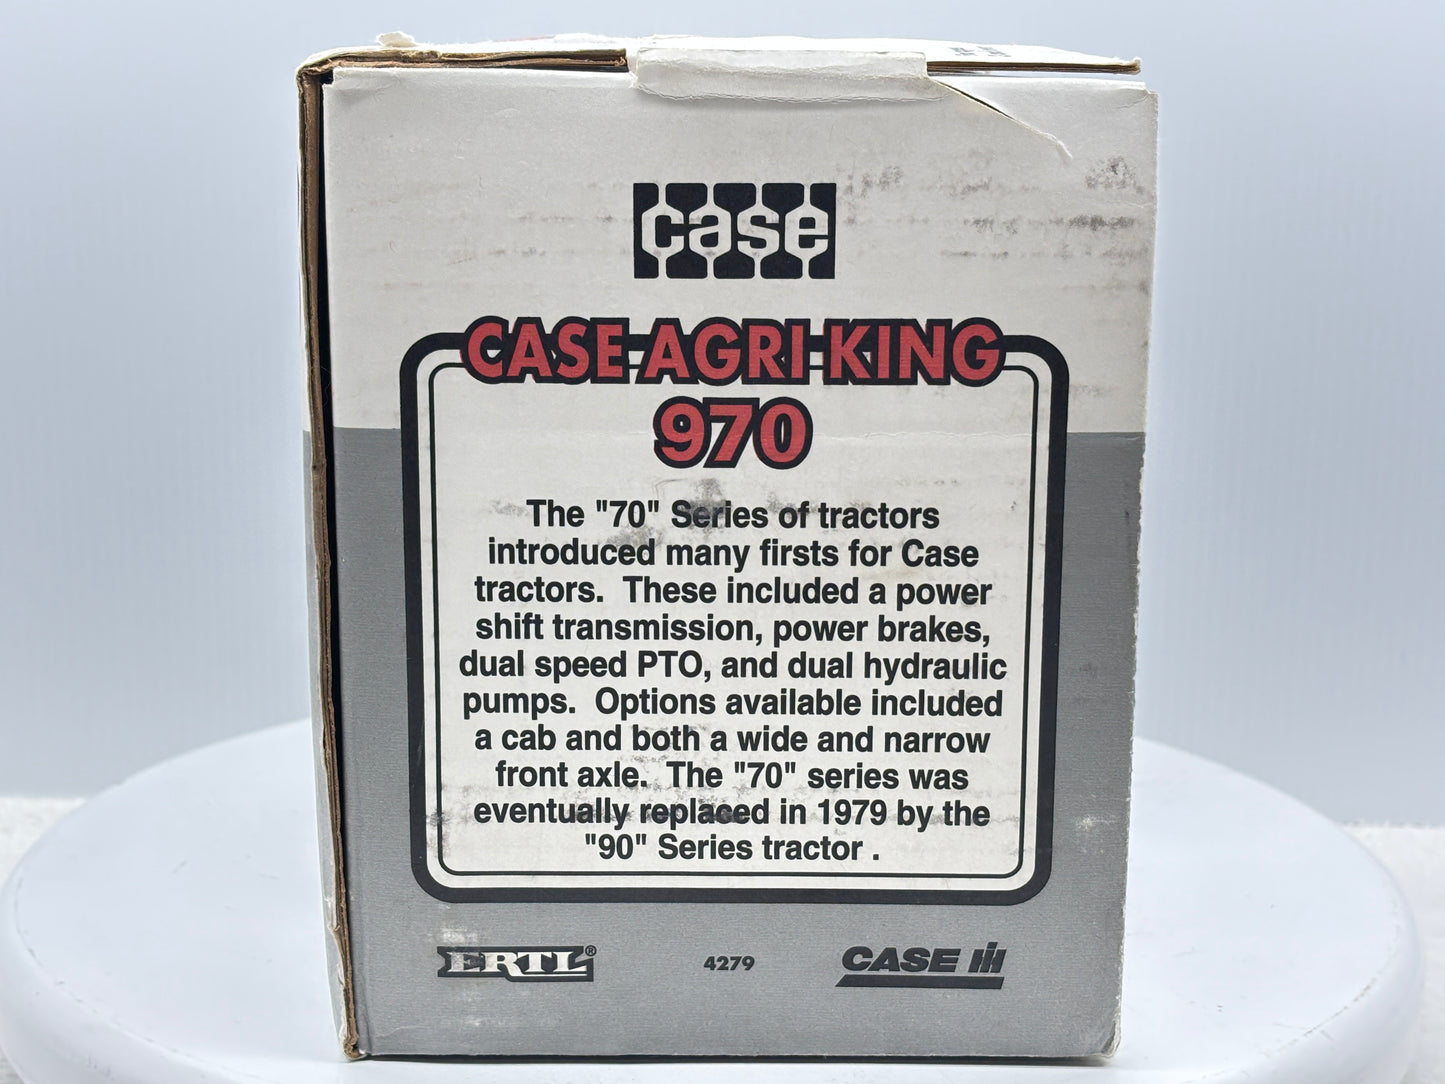 case
CASE AGRI KING
970
The "70" Series of tractors
introduced many firsts for Case
tractors.  These included a power
shift transmission, power brakes,
dual speed PTO, and dual hydraulic
pumps.  Options available included
a cab and both a wide and narrow
front axle.  The "70" series was
eventually replaced in 1979 by the
"90" Series tractor .
ERTL® 4279 CASE IH